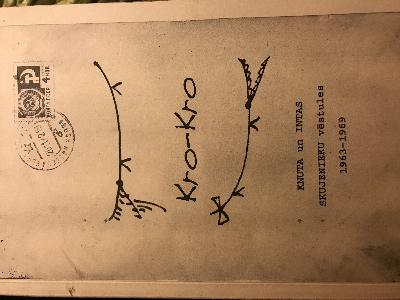 Kro-Kro
KNUTA un INTAS
SKUJENIEKU vēstules
1963-1969